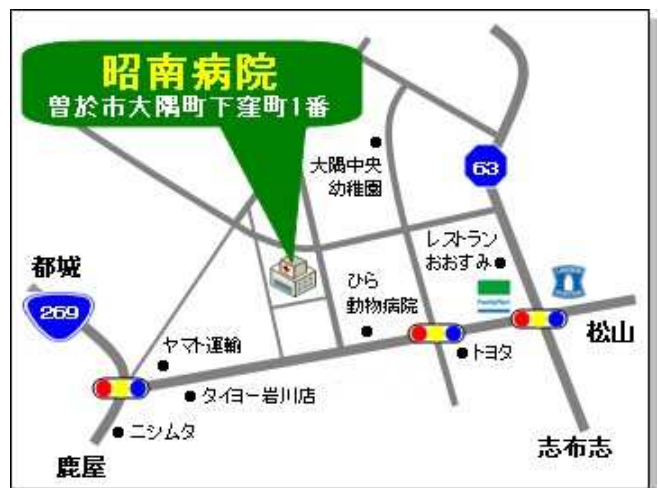 昭南病院
曽於市大隅町下窪町1番
大隅中央
幼稚園
63
レストラン
おおすみ
都城
269
ひら
動物病院
FamilyMart
松山
ヤマト運輸
トヨタ
タイヨー岩川店
ニシムタ
志布志
鹿屋